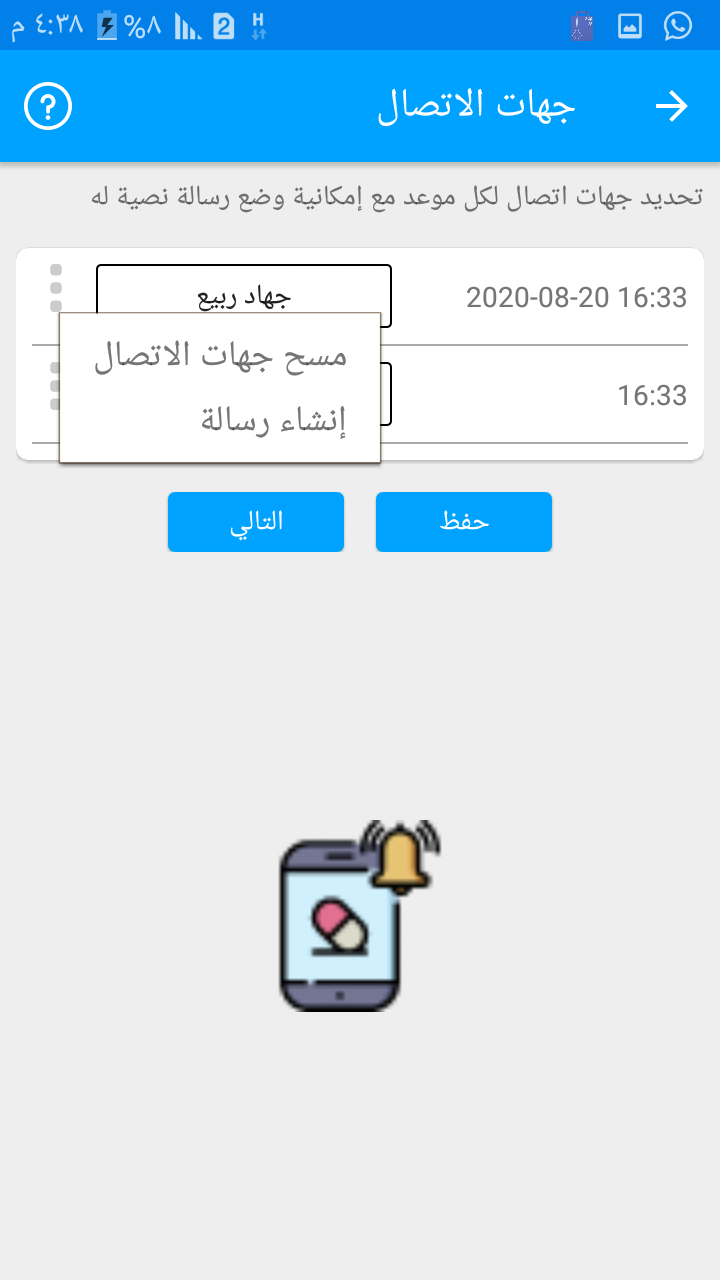 ٤:٣٨ م ٨% 2 H
جهات الاتصال
تحديد جهات اتصال لكل موعد مع إمكانية وضع رسالة نصية له
2020-08-20 16:33
جهاد ربيع
مسح جهات الاتصال
16:33
إنشاء رسالة
حفظ
التالي